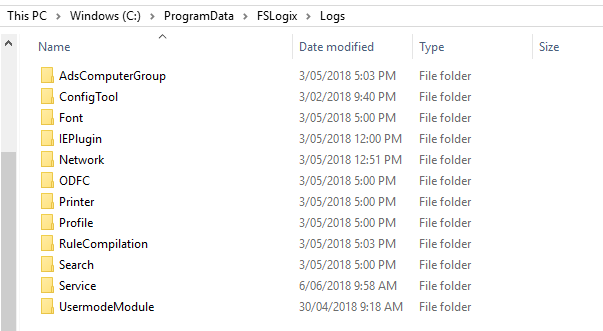 This PC > Windows (C:) > ProgramData > FSLogix > Logs
Name Date modified Type Size
AdsComputerGroup 3/05/2018 5:03 PM File folder
ConfigTool 3/02/2018 9:40 PM File folder
Font 3/05/2018 5:00 PM File folder
IEPlugin 3/05/2018 12:00 PM File folder
Network 3/05/2018 12:51 PM File folder
ODFC 3/05/2018 5:00 PM File folder
Printer 3/05/2018 5:00 PM File folder
Profile 3/05/2018 5:00 PM File folder
RuleCompilation 3/05/2018 5:03 PM File folder
Search 3/05/2018 5:00 PM File folder
Service 6/06/2018 9:58 AM File folder
UsermodeModule 30/04/2018 9:18 AM File folder